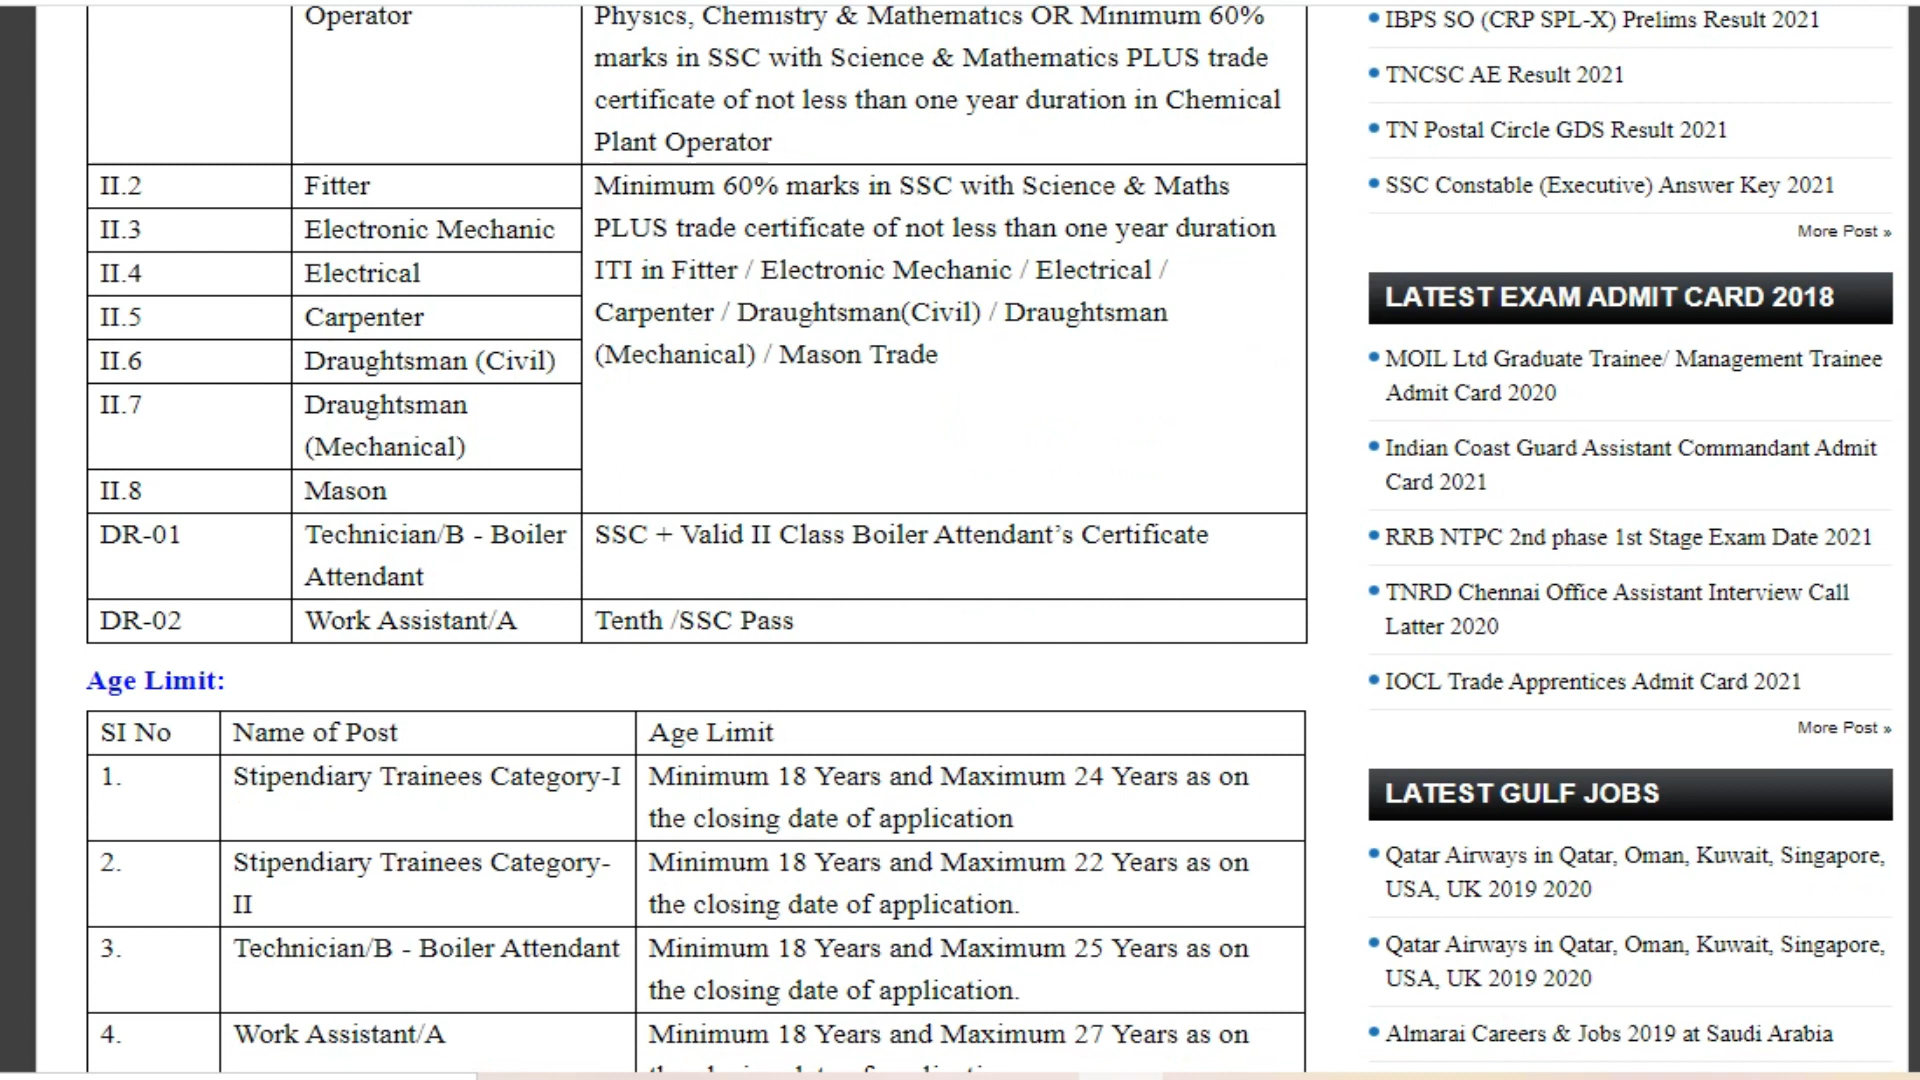 Operator
Physics, Chemistry & Mathematics OR Minimum 60%
marks in SSC with Science & Mathematics PLUS trade
certificate of not less than one year duration in Chemical
Plant Operator
II.2
Fitter
Minimum 60% marks in SSC with Science & Maths
PLUS trade certificate of not less than one year duration
ITI in Fitter / Electronic Mechanic / Electrical /
Carpenter / Draughtsman(Civil) / Draughtsman
(Mechanical) / Mason Trade
II.3
Electronic Mechanic
II.4
Electrical
II.5
Carpenter
II.6
Draughtsman (Civil)
II.7
Draughtsman
(Mechanical)
II.8
Mason
DR-01
Technician/B - Boiler
Attendant
SSC + Valid II Class Boiler Attendant’s Certificate
DR-02
Work Assistant/A
Tenth /SSC Pass
Age Limit:
SI No
Name of Post
Age Limit
1.
Stipendiary Trainees Category-I
Minimum 18 Years and Maximum 24 Years as on
the closing date of application
2.
Stipendiary Trainees Category-
II
Minimum 18 Years and Maximum 22 Years as on
the closing date of application.
3.
Technician/B - Boiler Attendant
Minimum 18 Years and Maximum 25 Years as on
the closing date of application.
4.
Work Assistant/A
Minimum 18 Years and Maximum 27 Years as on
IBPS SO (CRP SPL-X) Prelims Result 2021
TNCSC AE Result 2021
TN Postal Circle GDS Result 2021
SSC Constable (Executive) Answer Key 2021
More Post »
LATEST EXAM ADMIT CARD 2018
MOIL Ltd Graduate Trainee/ Management Trainee
Admit Card 2020
Indian Coast Guard Assistant Commandant Admit
Card 2021
RRB NTPC 2nd phase 1st Stage Exam Date 2021
TNRD Chennai Office Assistant Interview Call
Latter 2020
IOCL Trade Apprentices Admit Card 2021
More Post »
LATEST GULF JOBS
Qatar Airways in Qatar, Oman, Kuwait, Singapore,
USA, UK 2019 2020
Qatar Airways in Qatar, Oman, Kuwait, Singapore,
USA, UK 2019 2020
Almarai Careers & Jobs 2019 at Saudi Arabia